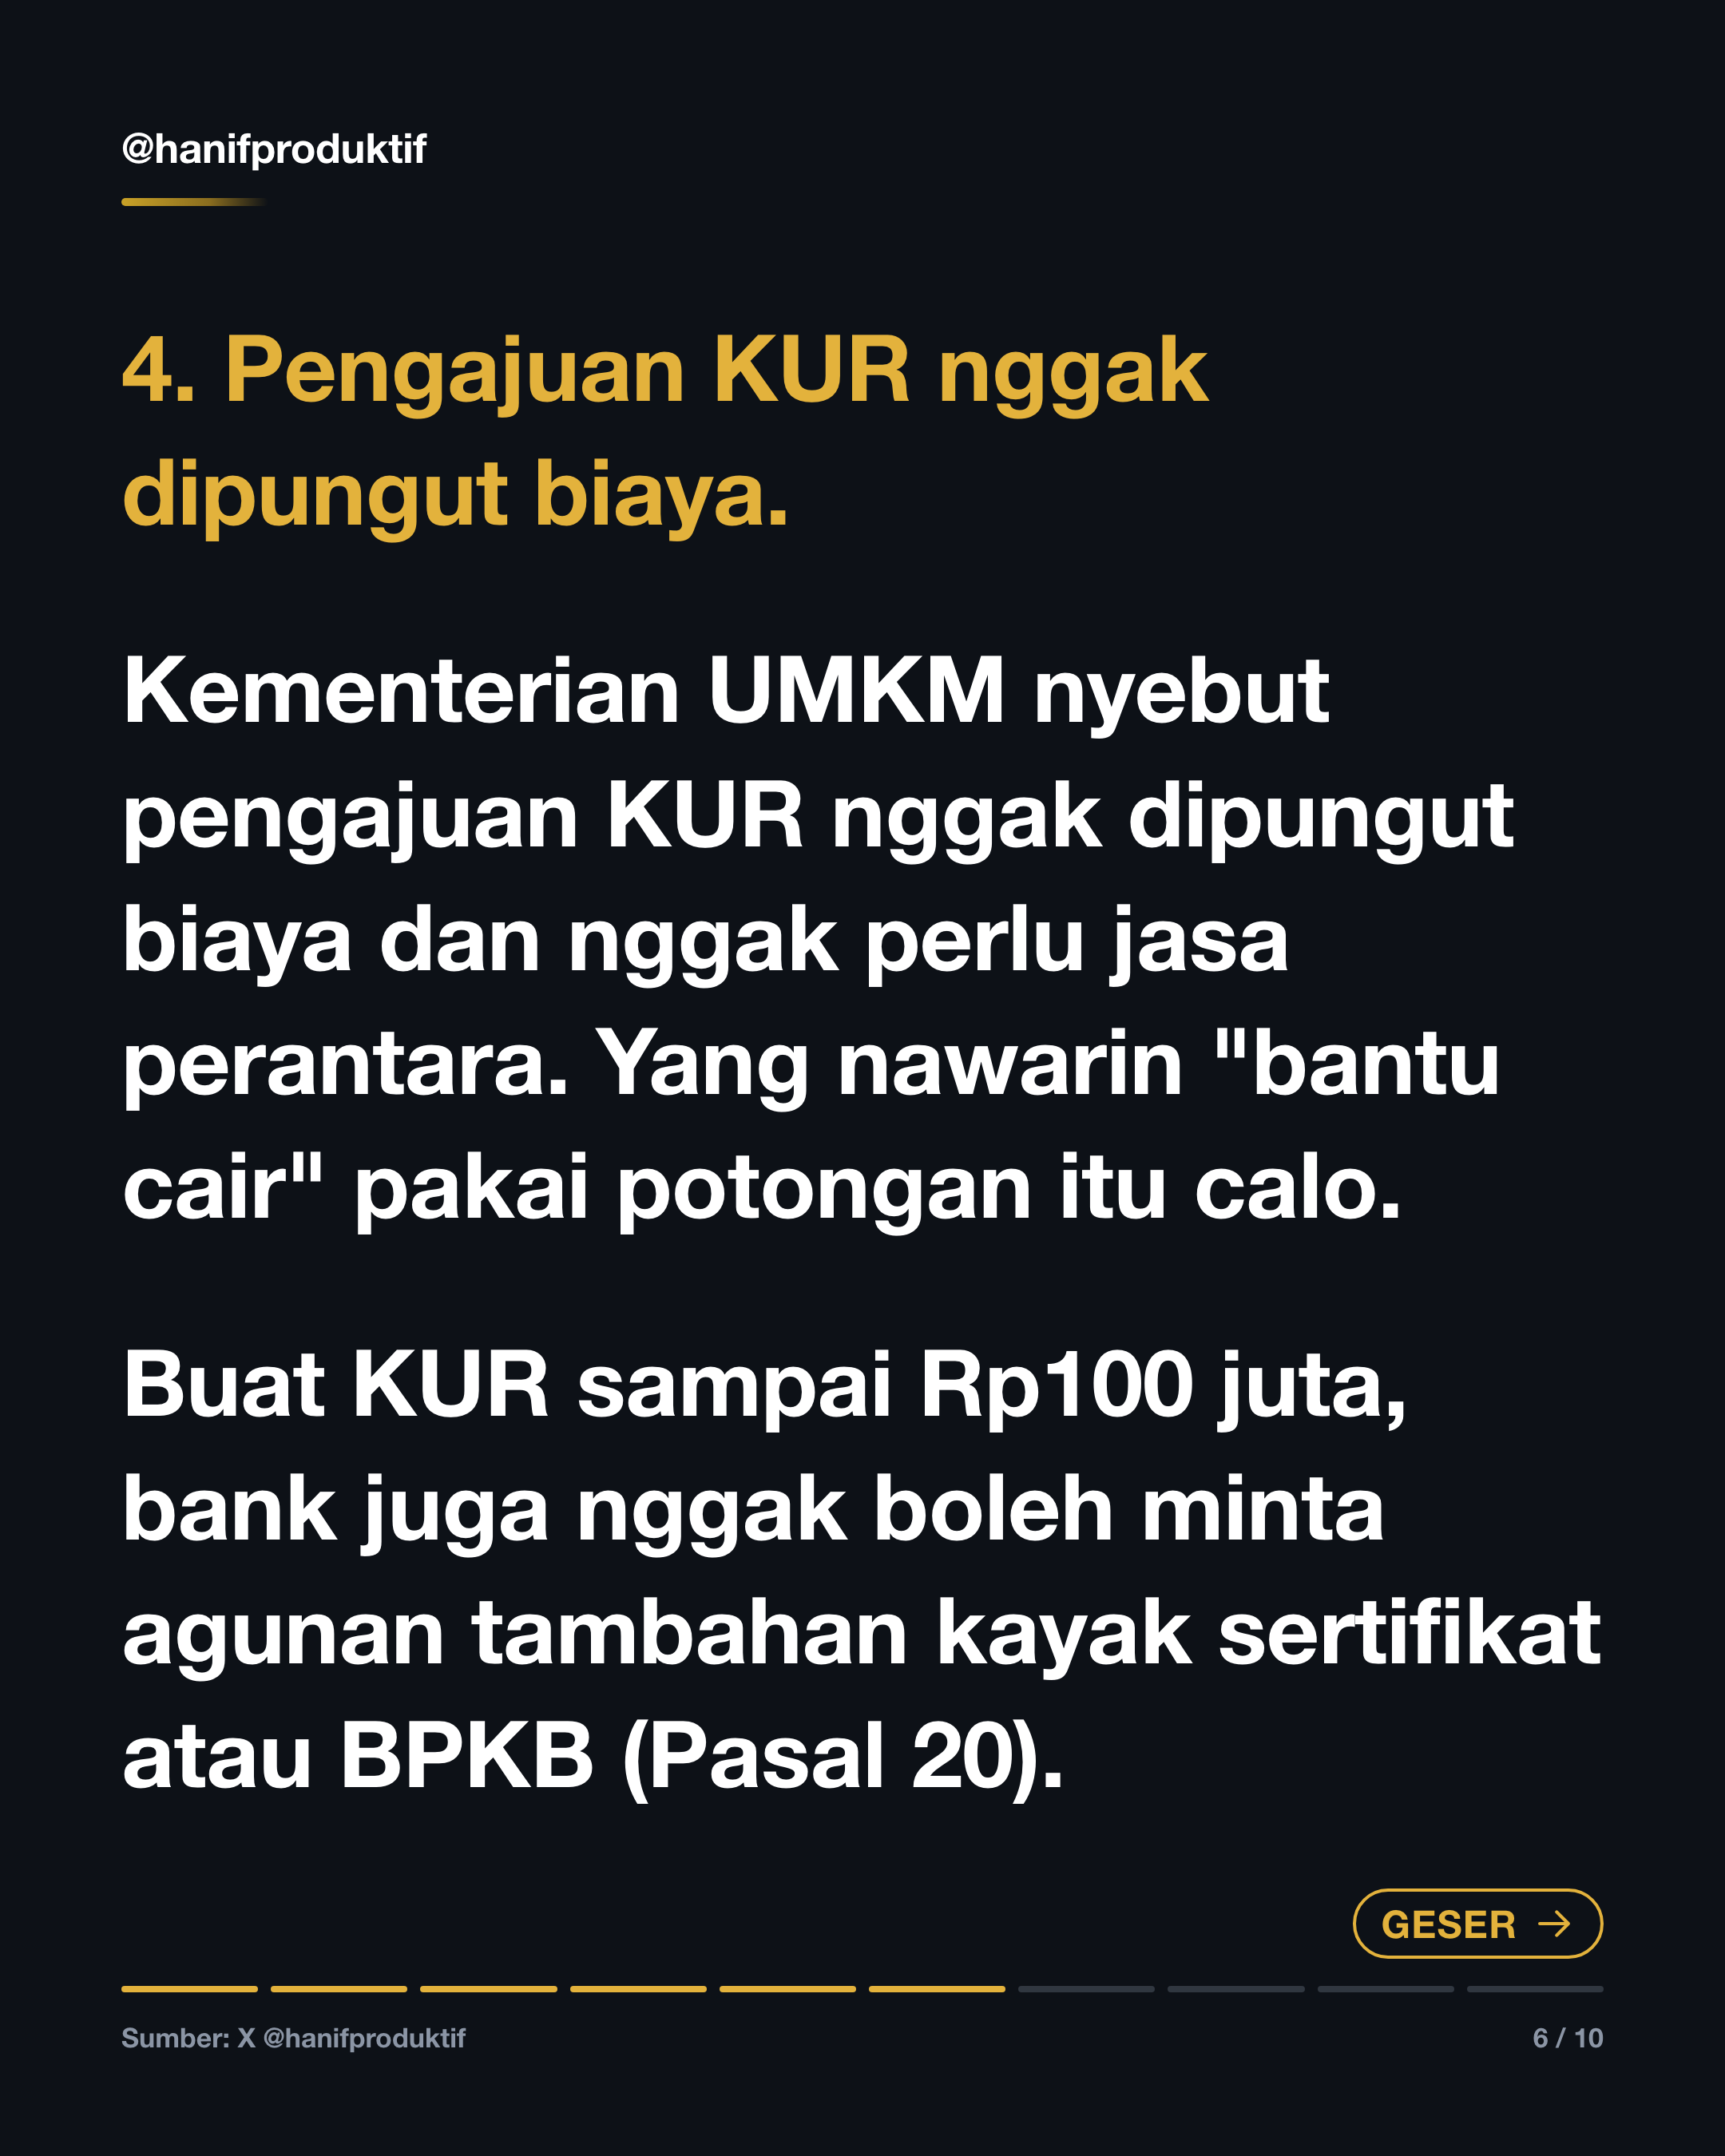 @hanifproduktif
4. Pengajuan KUR nggak
dipungut biaya.
Kementerian UMKM nyebut
pengajuan KUR nggak dipungut
biaya dan nggak perlu jasa
perantara. Yang nawarin "bantu
cair" pakai potongan itu calo.
Buat KUR sampai Rp100 juta,
bank juga nggak boleh minta
agunan tambahan kayak sertifikat
atau BPKB (Pasal 20).
GESER →
Sumber: X @hanifproduktif
6 / 10